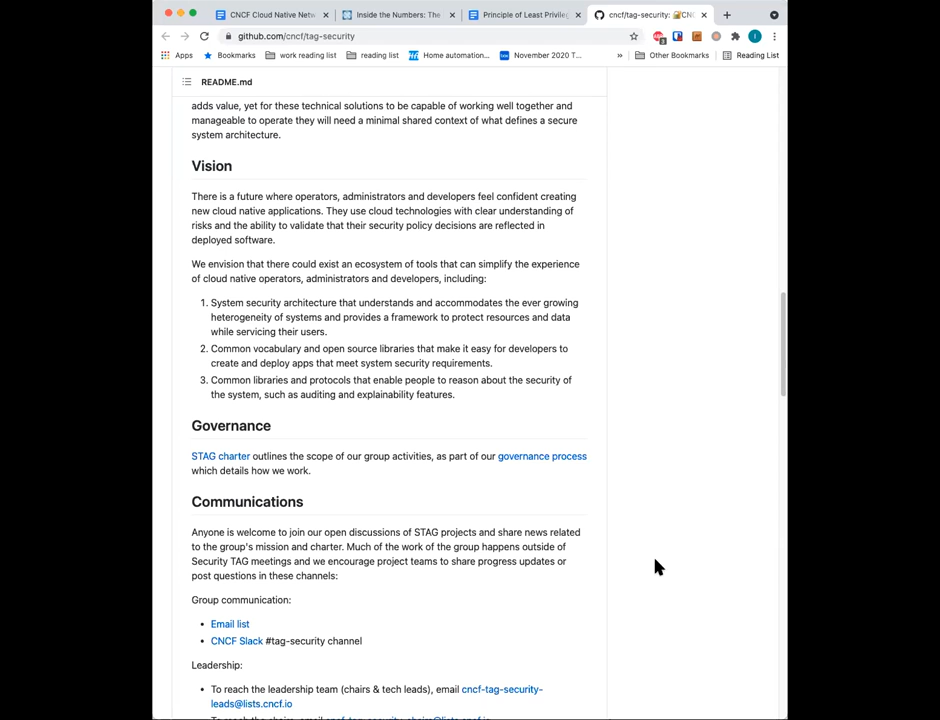 CNCF Cloud Native Netw
Inside the Numbers: The
Principle of Least Privileg
cncf/tag-security: 🔐CNC
github.com/cncf/tag-security
3
I
Apps
Bookmarks
work reading list
reading list
Home automation...
November 2020 T...
»
Other Bookmarks
Reading List
README.md
adds value, yet for these technical solutions to be capable of working well together and
manageable to operate they will need a minimal shared context of what defines a secure
system architecture.
Vision
There is a future where operators, administrators and developers feel confident creating
new cloud native applications. They use cloud technologies with clear understanding of
risks and the ability to validate that their security policy decisions are reflected in
deployed software.
We envision that there could exist an ecosystem of tools that can simplify the experience
of cloud native operators, administrators and developers, including:
1. System security architecture that understands and accommodates the ever growing
heterogeneity of systems and provides a framework to protect resources and data
while servicing their users.
2. Common vocabulary and open source libraries that make it easy for developers to
create and deploy apps that meet system security requirements.
3. Common libraries and protocols that enable people to reason about the security of
the system, such as auditing and explainability features.
Governance
STAG charter outlines the scope of our group activities, as part of our governance process
which details how we work.
Communications
Anyone is welcome to join our open discussions of STAG projects and share news related
to the group's mission and charter. Much of the work of the group happens outside of
Security TAG meetings and we encourage project teams to share progress updates or
post questions in these channels:
Group communication:
• Email list
• CNCF Slack #tag-security channel
Leadership:
• To reach the leadership team (chairs & tech leads), email cncf-tag-security-
leads@lists.cncf.io
• To reach the chairs, email cncf-tag-security-chairs@lists.cncf.io